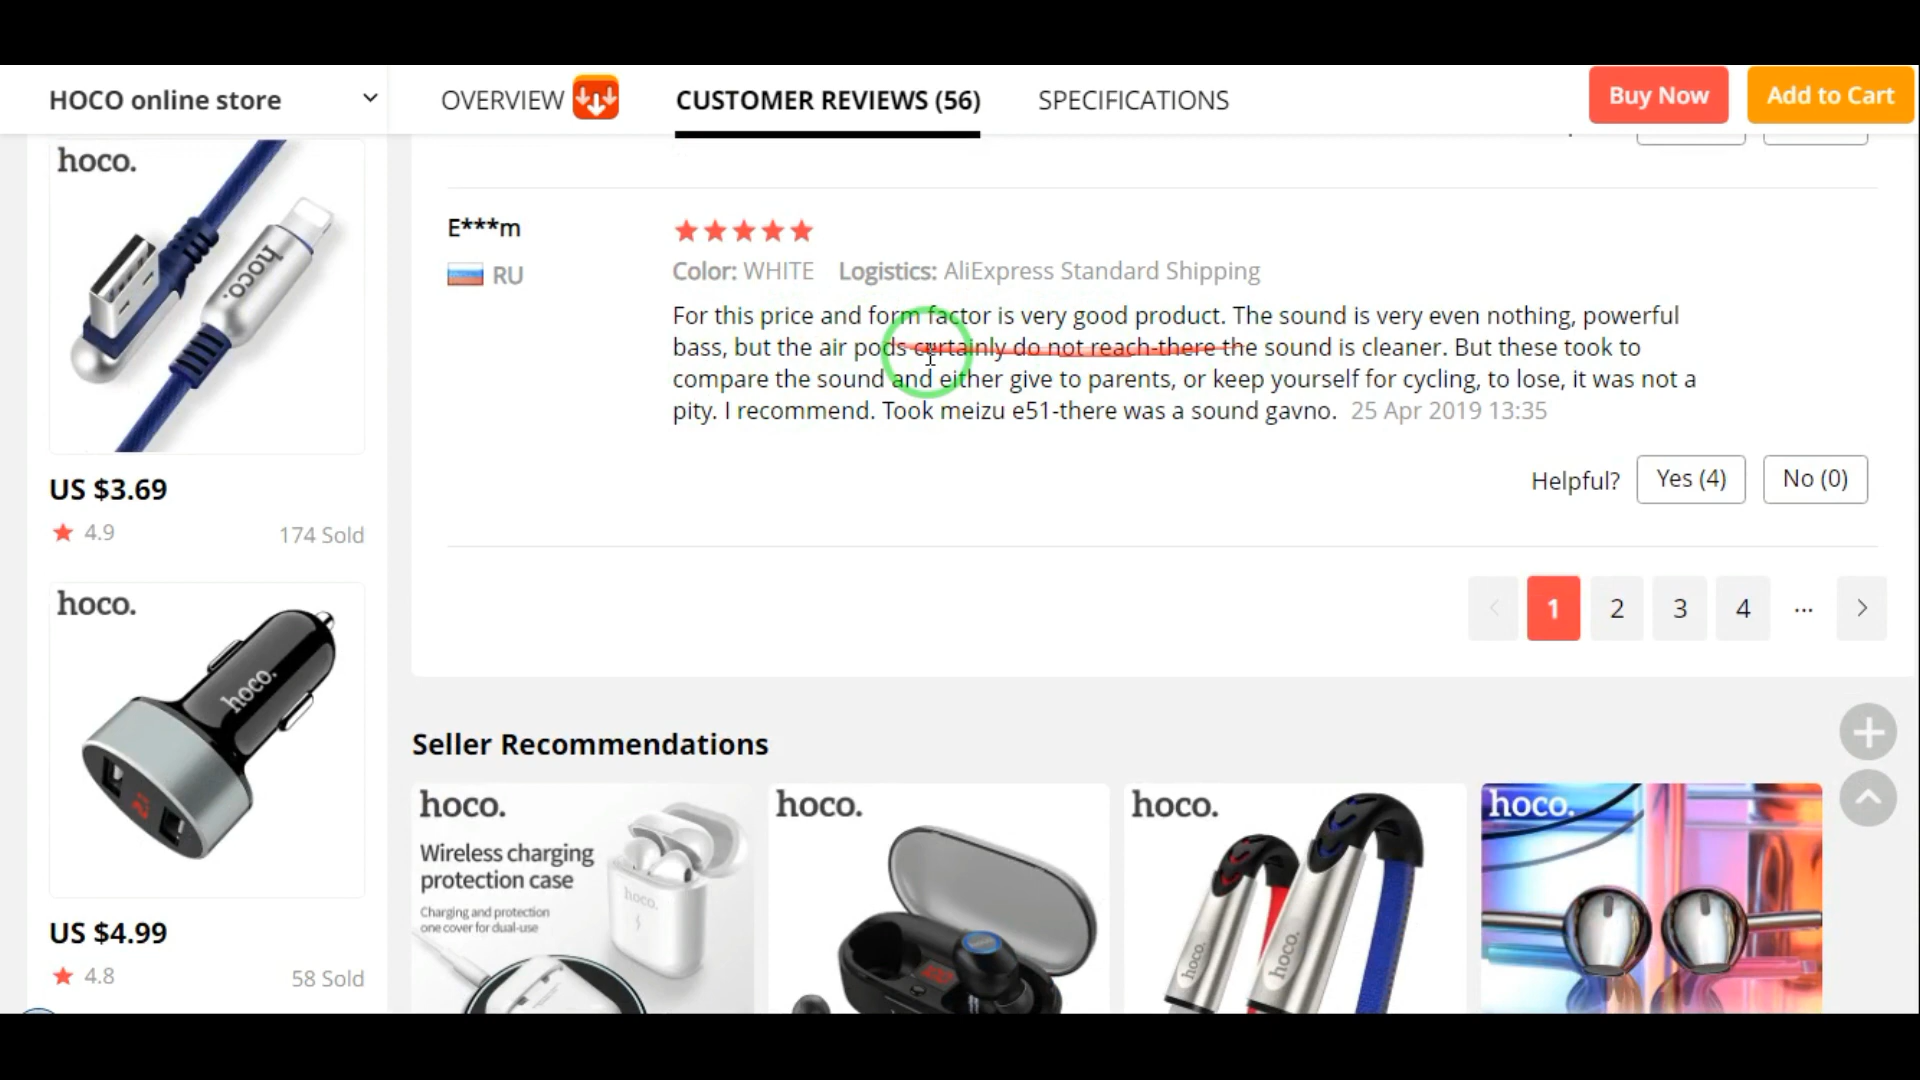 HOCO online store
OVERVIEW
CUSTOMER REVIEWS (56)
SPECIFICATIONS
Buy Now
Add to Cart
hoco.
hoco.
US $3.69
4.9
174 Sold
hoco.
hoco.
US $4.99
4.8
58 Sold
E***m
RU
Color: WHITE Logistics: AliExpress Standard Shipping
For this price and form factor is very good product. The sound is very even nothing, powerful
bass, but the air pods certainly do not reach-there the sound is cleaner. But these took to
compare the sound and either give to parents, or keep yourself for cycling, to lose, it was not a
pity. I recommend. Took meizu e51-there was a sound gavno. 25 Apr 2019 13:35
Helpful?
Yes (4)
No (0)
1
2
3
4
...
Seller Recommendations
hoco.
Wireless charging
protection case
Charging and protection
one cover for dual-use
hoco.
hoco.
hoco.
hoco.
hoco.
hoco.